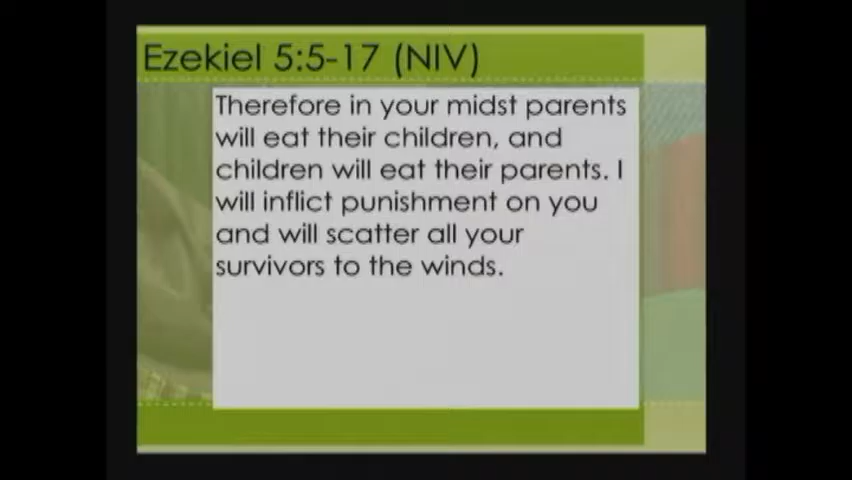 Ezekiel 5:5-17 (NIV)
Therefore in your midst parents
will eat their children, and
children will eat their parents. I
will inflict punishment on you
and will scatter all your
survivors to the winds.